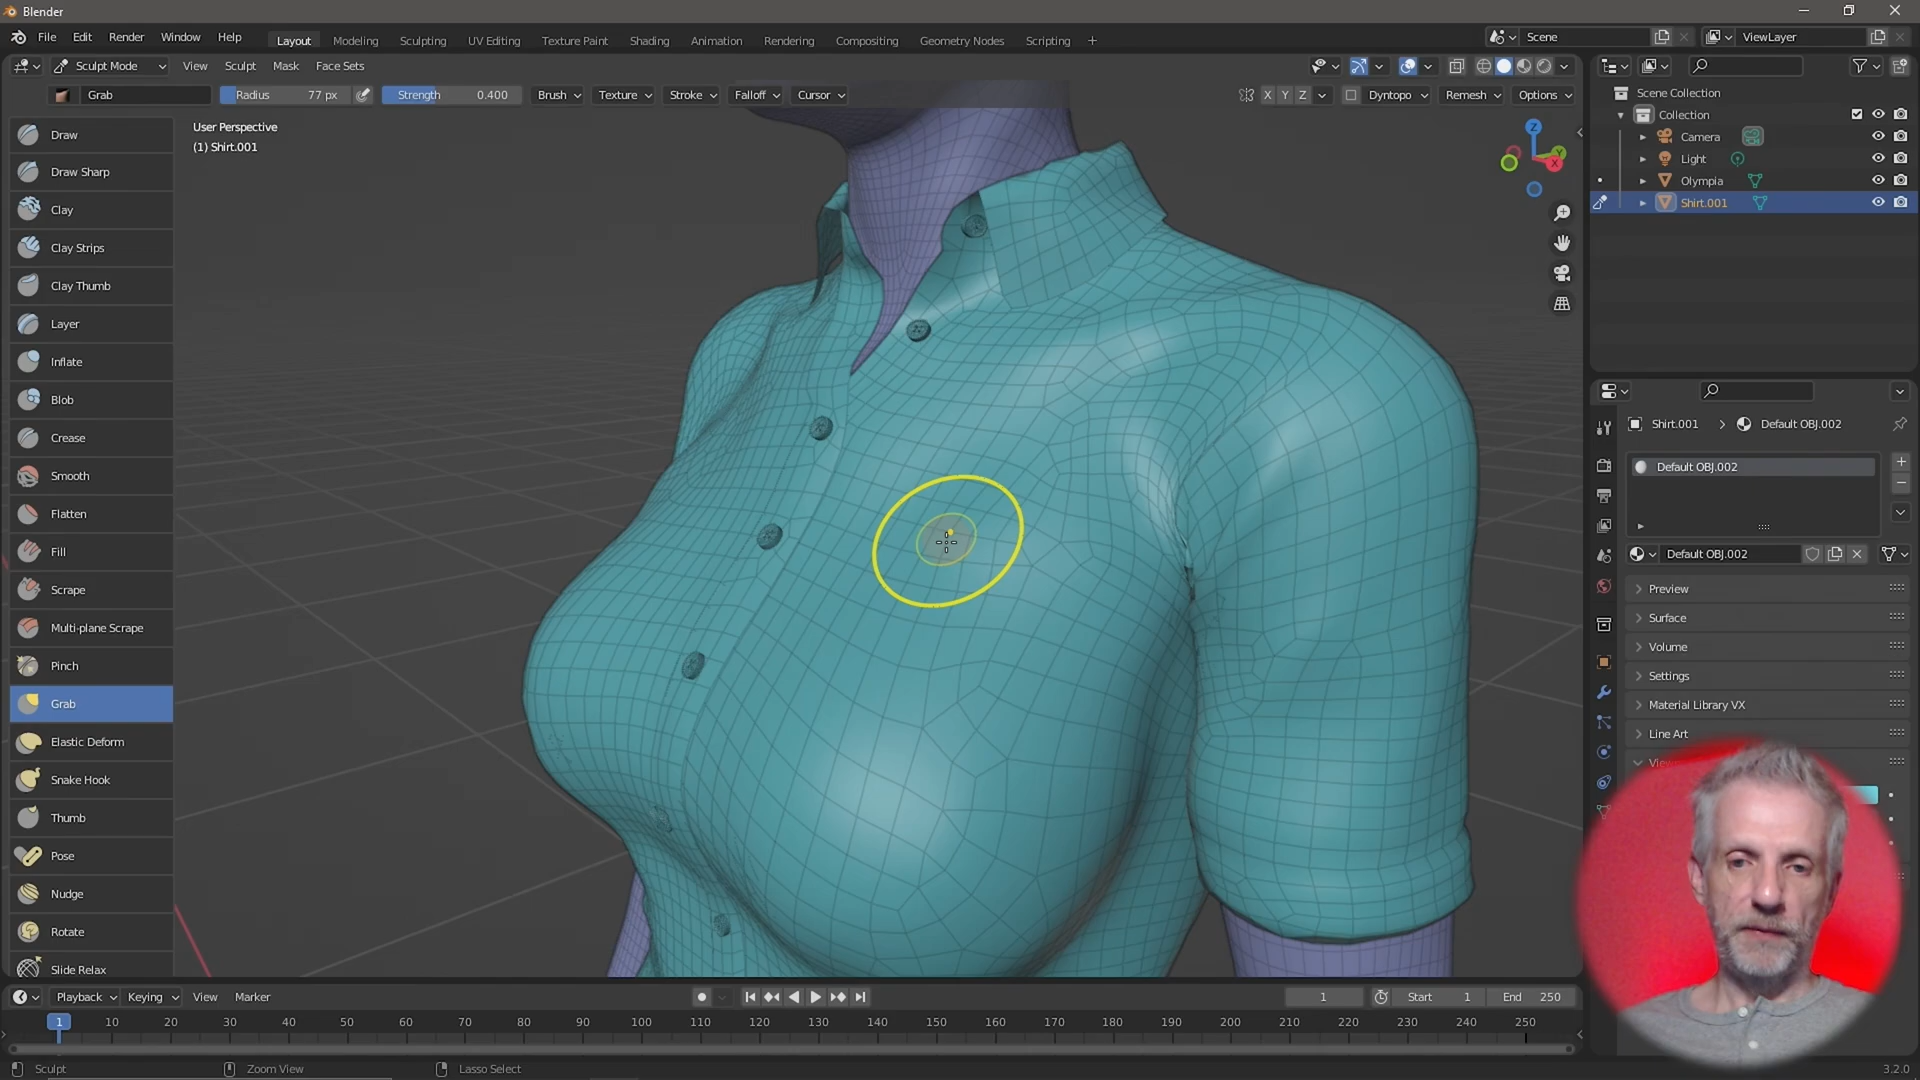 Blender
File Edit Render Window Help Layout Modeling Sculpting UV Editing Texture Paint Shading Animation Rendering Compositing Geometry Nodes Scripting + Scene ViewLayer
Sculpt Mode View Sculpt Mask Face Sets
Grab Radius 77 px Strength 0.400 Brush Texture Stroke Falloff Cursor X Y Z Dyntopo Remesh Options
User Perspective
(1) Shirt.001
Draw
Draw Sharp
Clay
Clay Strips
Clay Thumb
Layer
Inflate
Blob
Crease
Smooth
Flatten
Fill
Scrape
Multi-plane Scrape
Pinch
Grab
Elastic Deform
Snake Hook
Thumb
Pose
Nudge
Rotate
Slide Relax
Z
Y
X
Scene Collection
Collection
Camera
Light
Olympia
Shirt.001
Shirt.001 Default OBJ.002
Default OBJ.002
Default OBJ.002
Preview
Surface
Volume
Settings
Material Library VX
Line Art
Playback Keying View Marker 1 Start 1 End 250
1 10 20 30 40 50 60 70 80 90 100 110 120 130 140 150 160 170 180 190 200 210 220 230 240 250
Sculpt Zoom View Lasso Select 3.2.0